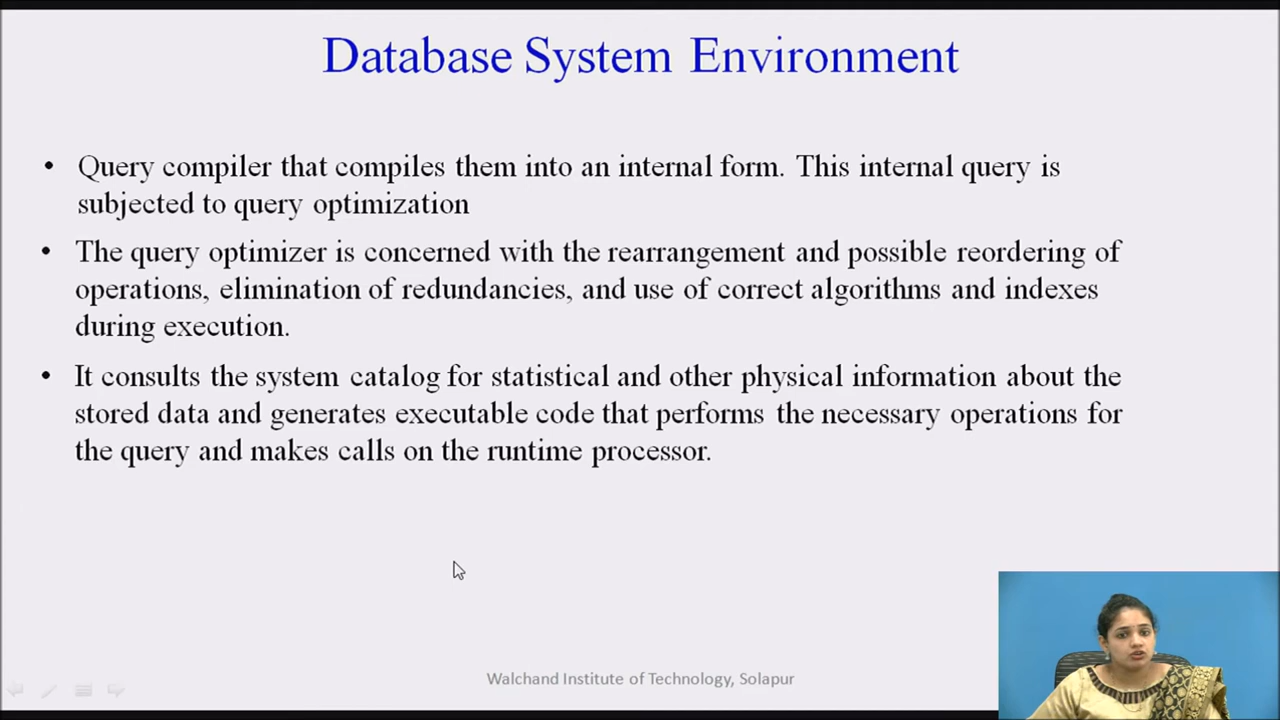 Database System Environment
• Query compiler that compiles them into an internal form. This internal query is
subjected to query optimization
• The query optimizer is concerned with the rearrangement and possible reordering of
operations, elimination of redundancies, and use of correct algorithms and indexes
during execution.
• It consults the system catalog for statistical and other physical information about the
stored data and generates executable code that performs the necessary operations for
the query and makes calls on the runtime processor.
Walchand Institute of Technology, Solapur